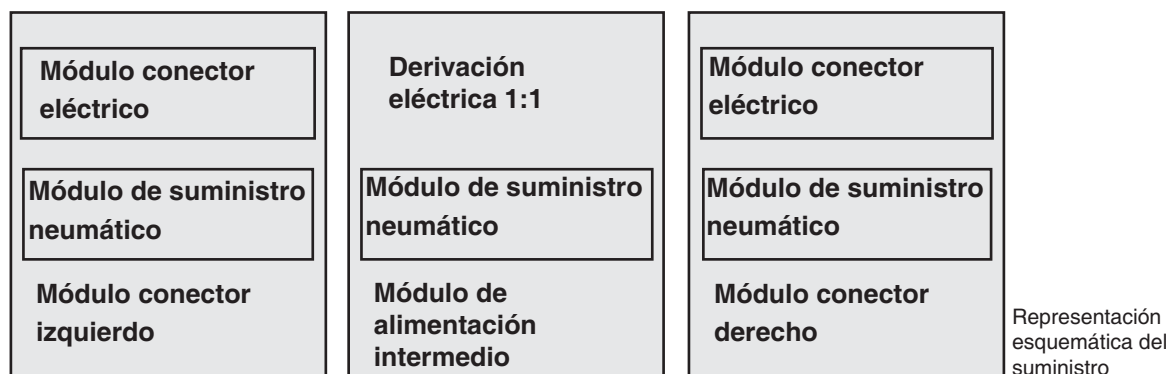 Módulo conector
eléctrico
Módulo de suministro
neumático
Módulo conector
izquierdo
Derivación
eléctrica 1:1
Módulo de suministro
neumático
Módulo de
alimentación
intermedio
Módulo conector
eléctrico
Módulo de suministro
neumático
Módulo conector
derecho
Representación
esquemática del
suministro